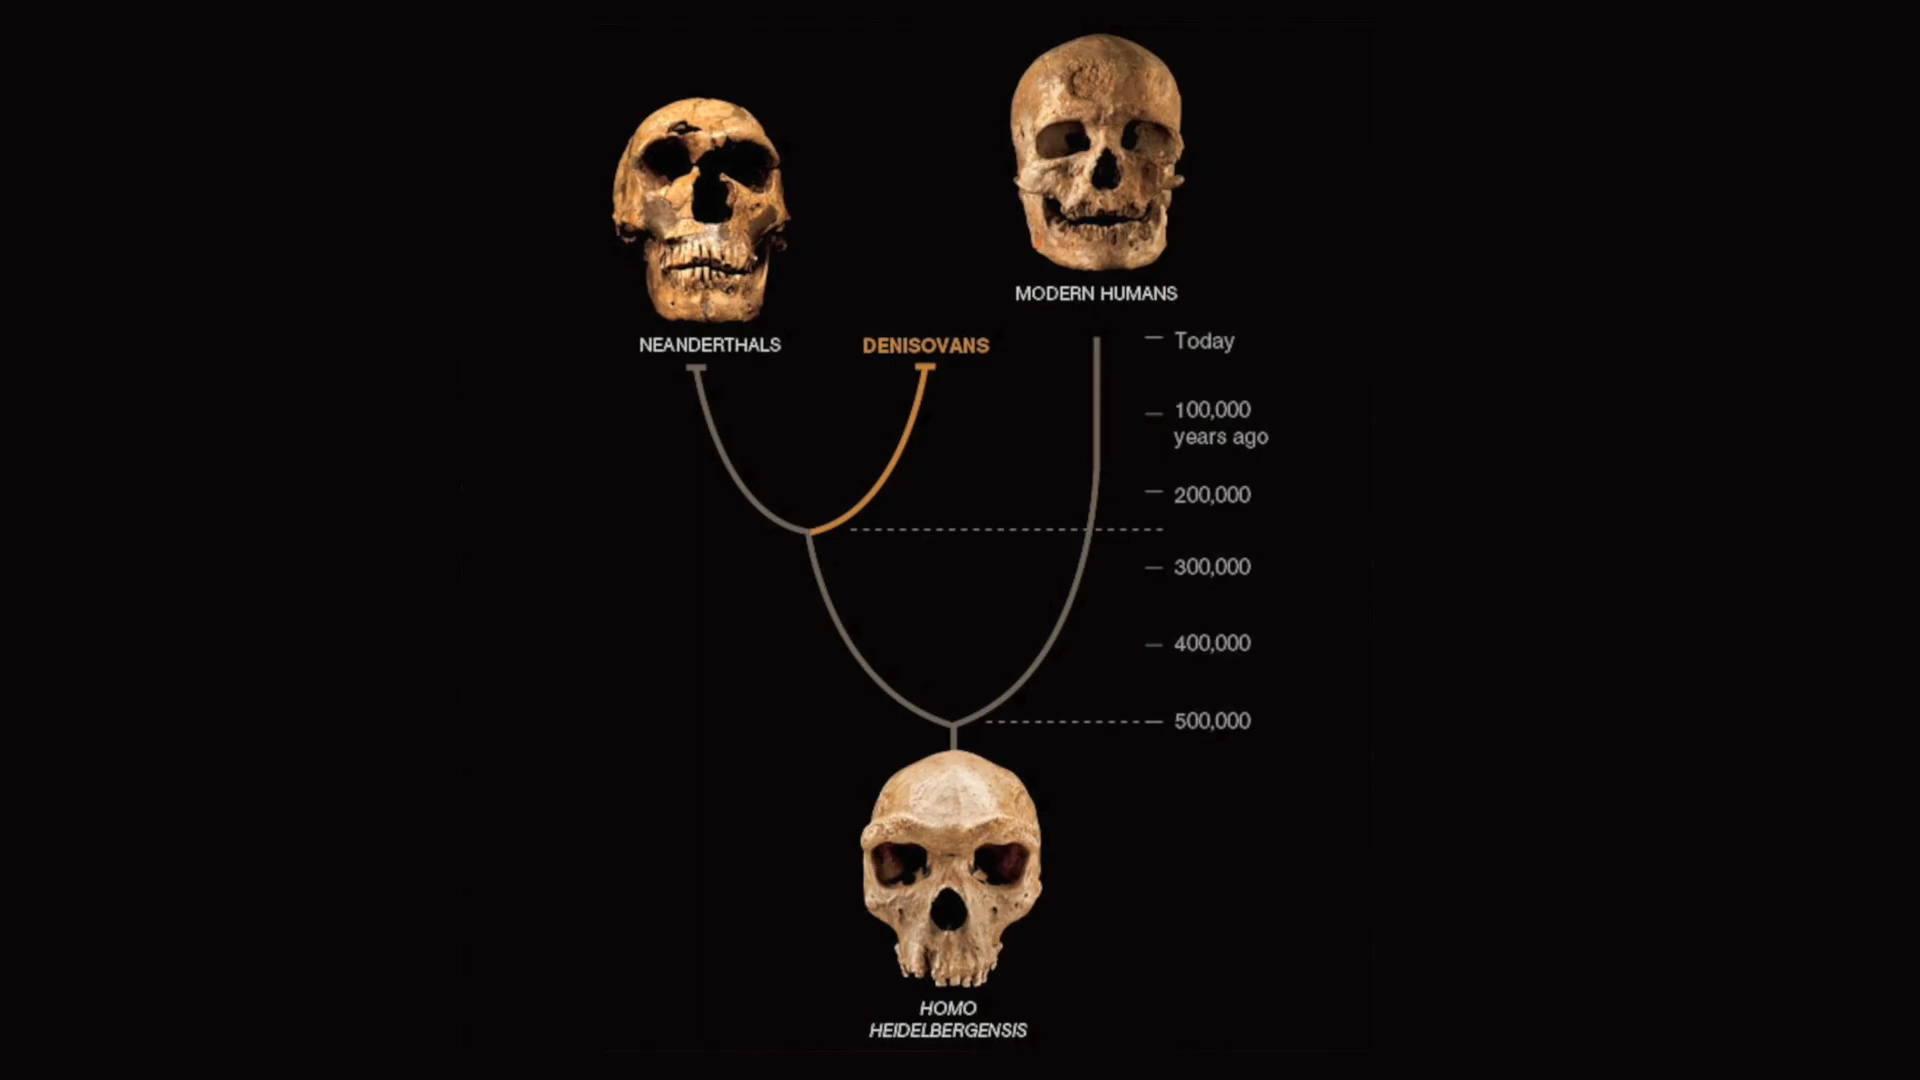 MODERN HUMANS
NEANDERTHALS
DENISOVANS
Today
100,000
years ago
200,000
300,000
400,000
500,000
HOMO
HEIDELBERGENSIS